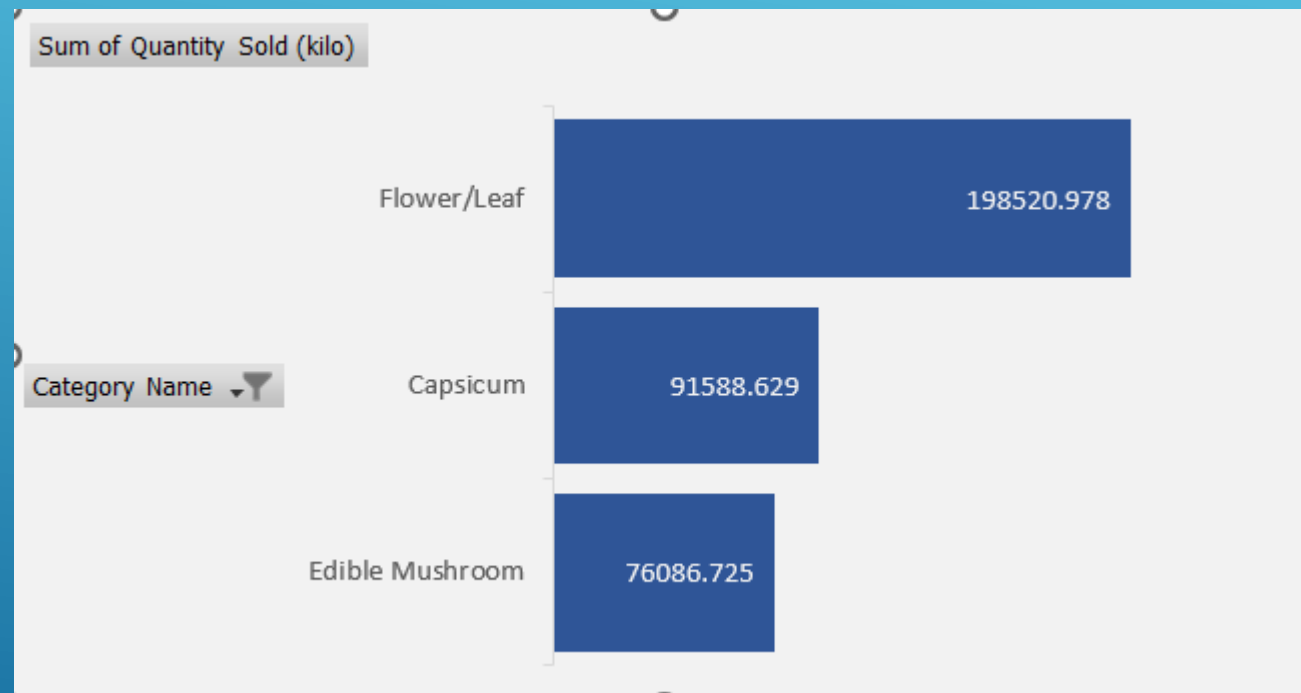 Sum of Quantity Sold (kilo)
Flower/Leaf
198520.978
Category Name
Capsicum
91588.629
Edible Mushroom
76086.725